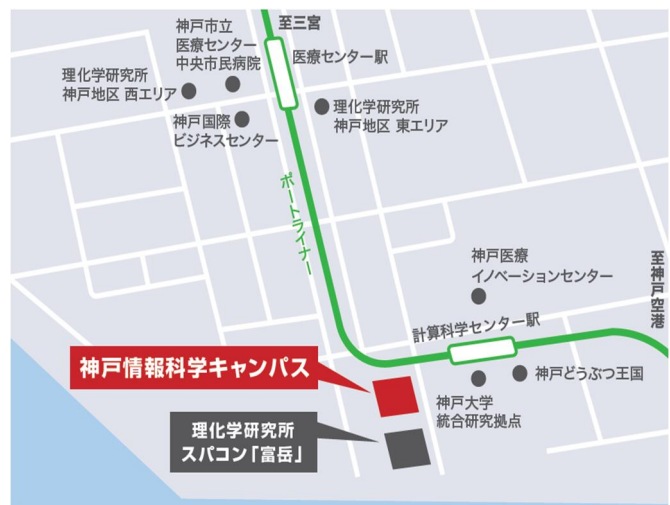 至三宮
神戸市立
医療センター
中央市民病院
医療センター駅
理化学研究所
神戸地区 西エリア
理化学研究所
神戸地区 東エリア
神戸国際
ビジネスセンター
ポートライナー
神戸医療
イノベーションセンター
至神戸空港
計算科学センター駅
神戸情報科学キャンパス
神戸どうぶつ王国
神戸大学
統合研究拠点
理化学研究所
スパコン「富岳」